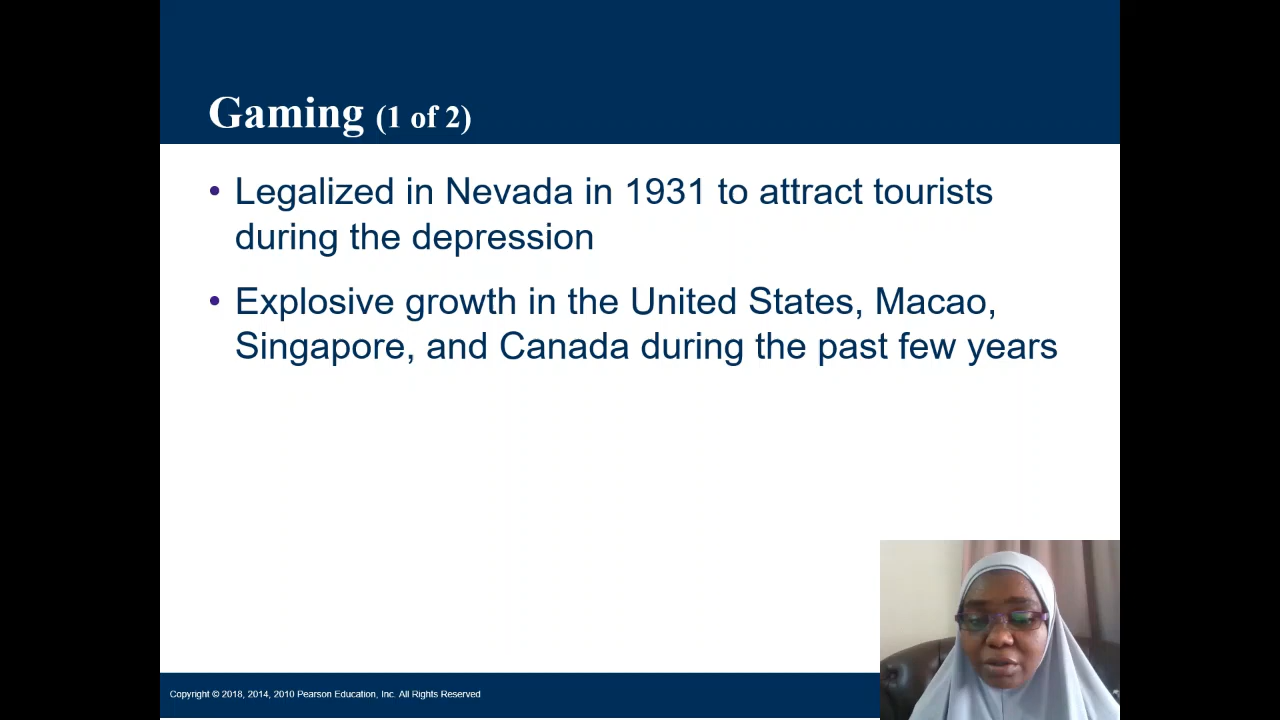 Gaming (1 of 2)
• Legalized in Nevada in 1931 to attract tourists
during the depression
• Explosive growth in the United States, Macao,
Singapore, and Canada during the past few years
Copyright © 2018, 2014, 2010 Pearson Education, Inc. All Rights Reserved